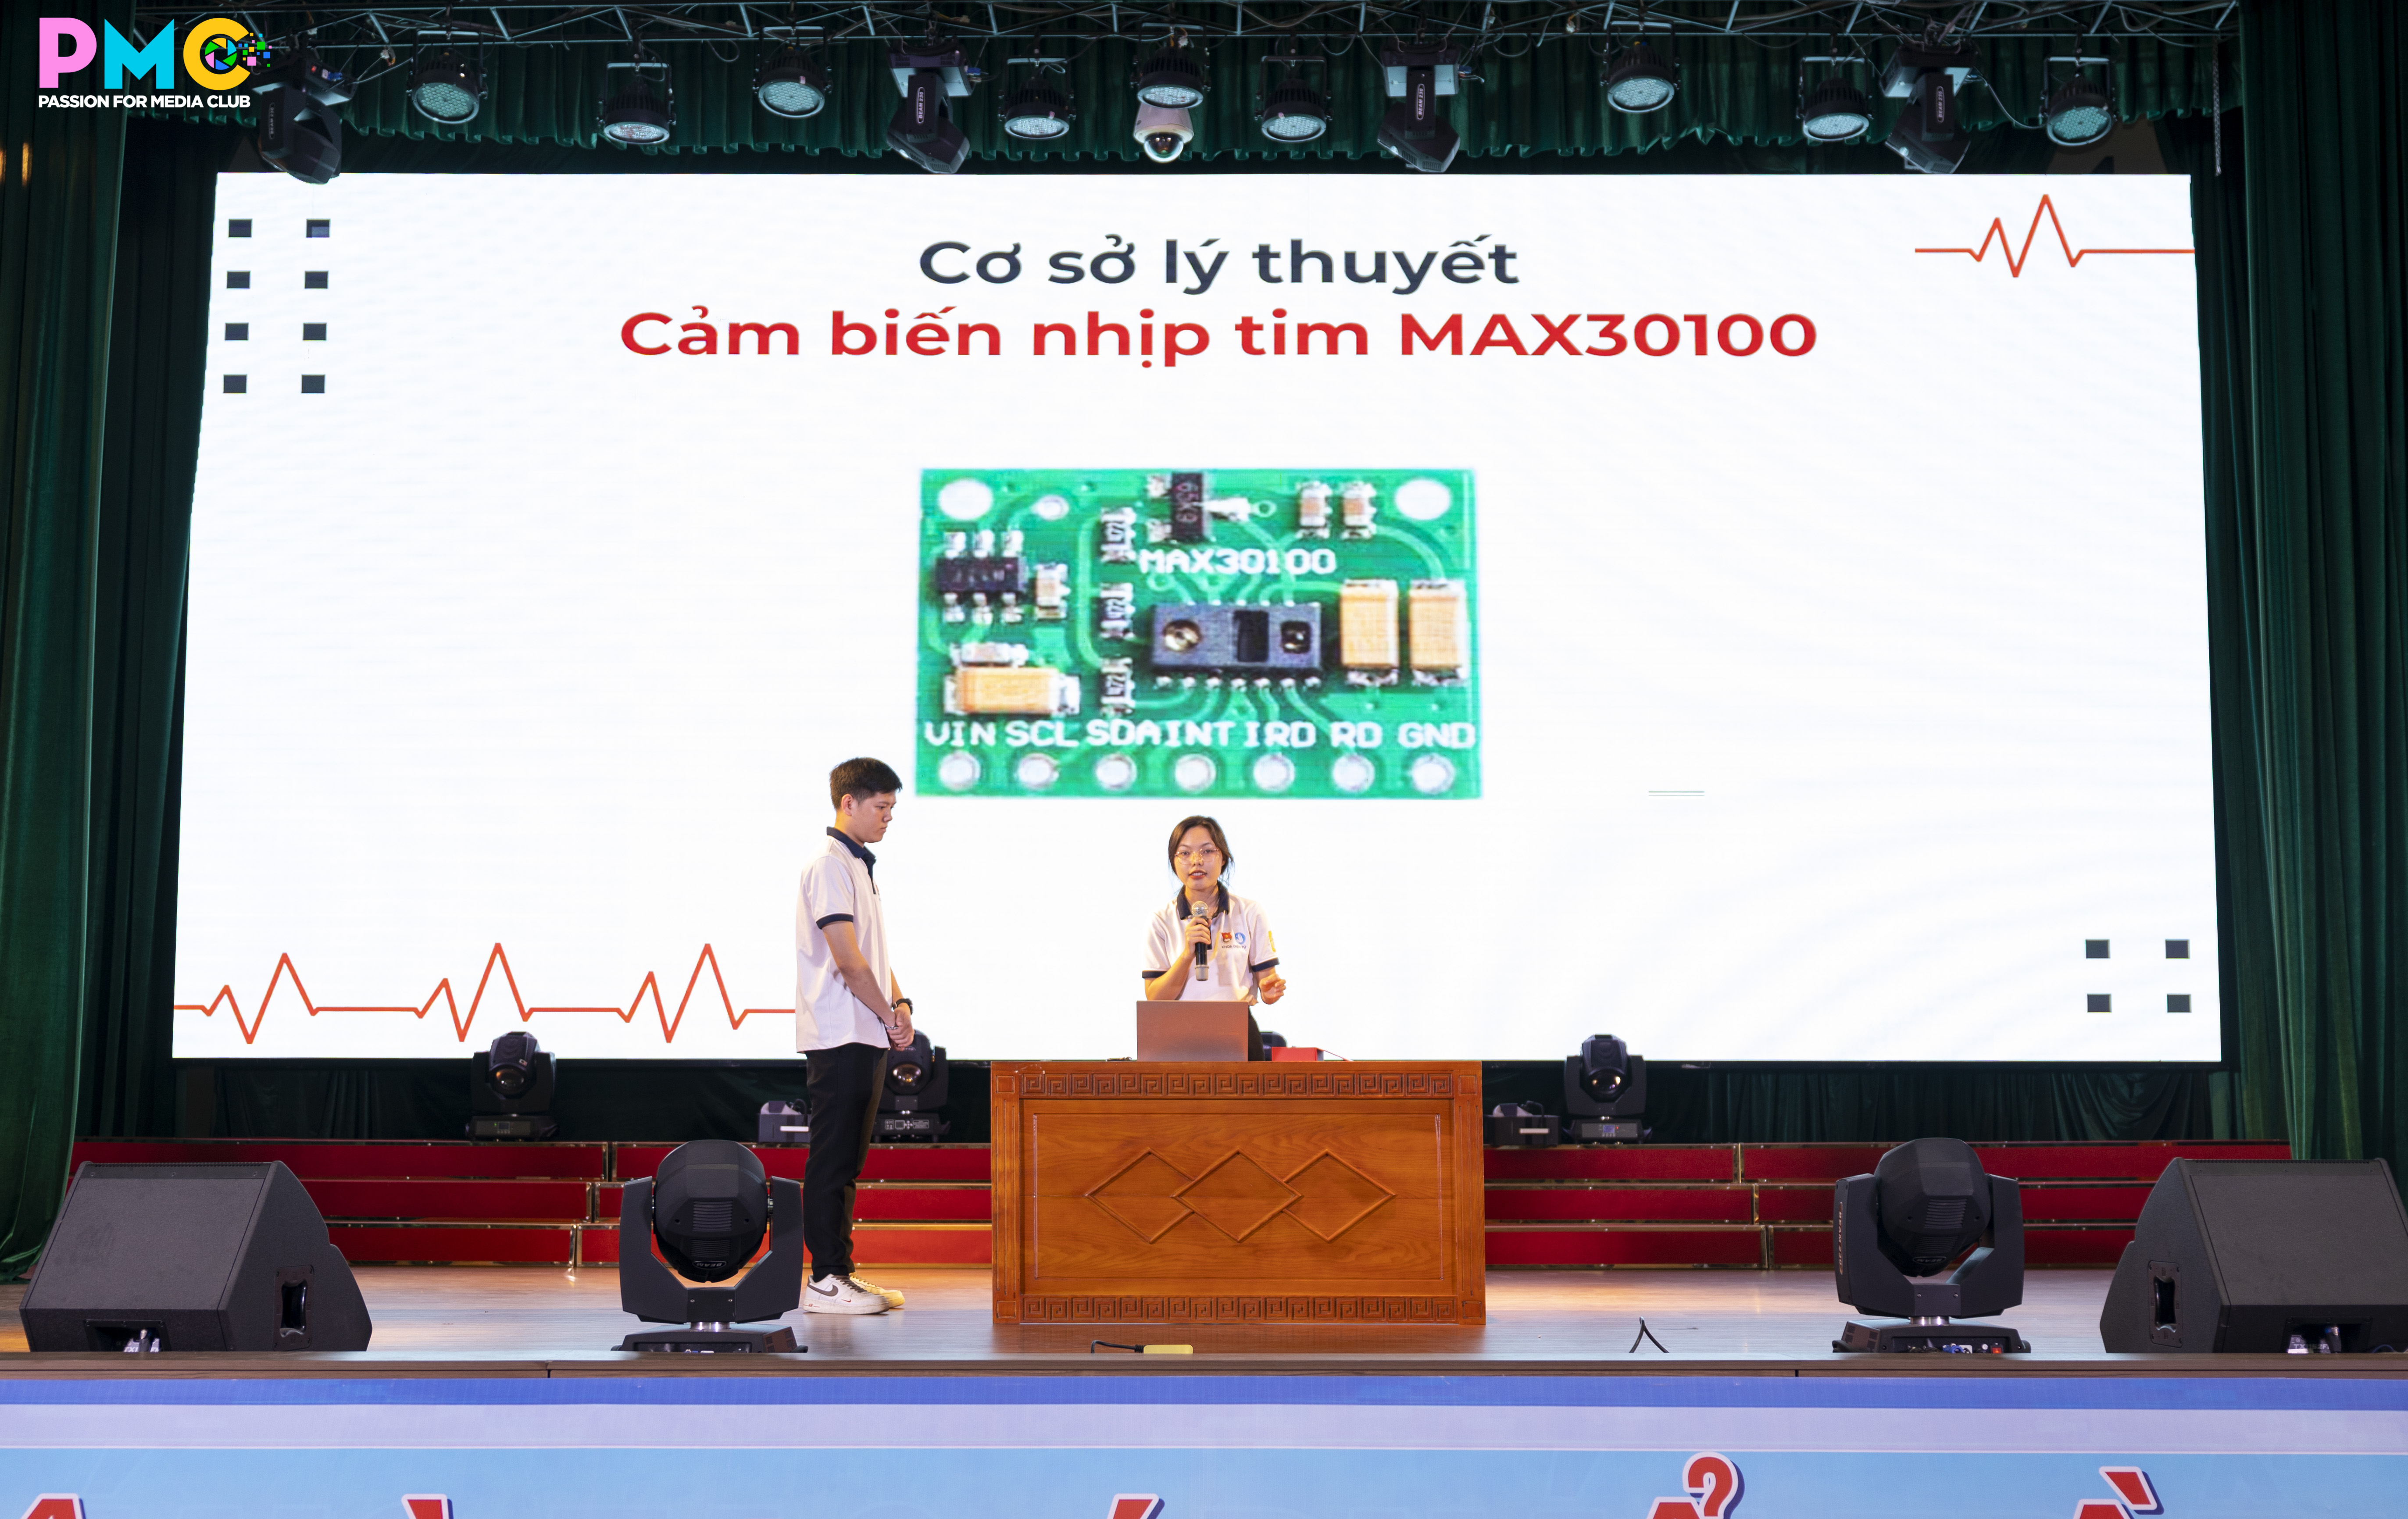 PMC
PASSION FOR MEDIA CLUB
Cơ sở lý thuyết
Cảm biến nhịp tim MAX30100
MAX30100
VIN SCL SDA INT IRD RD GND